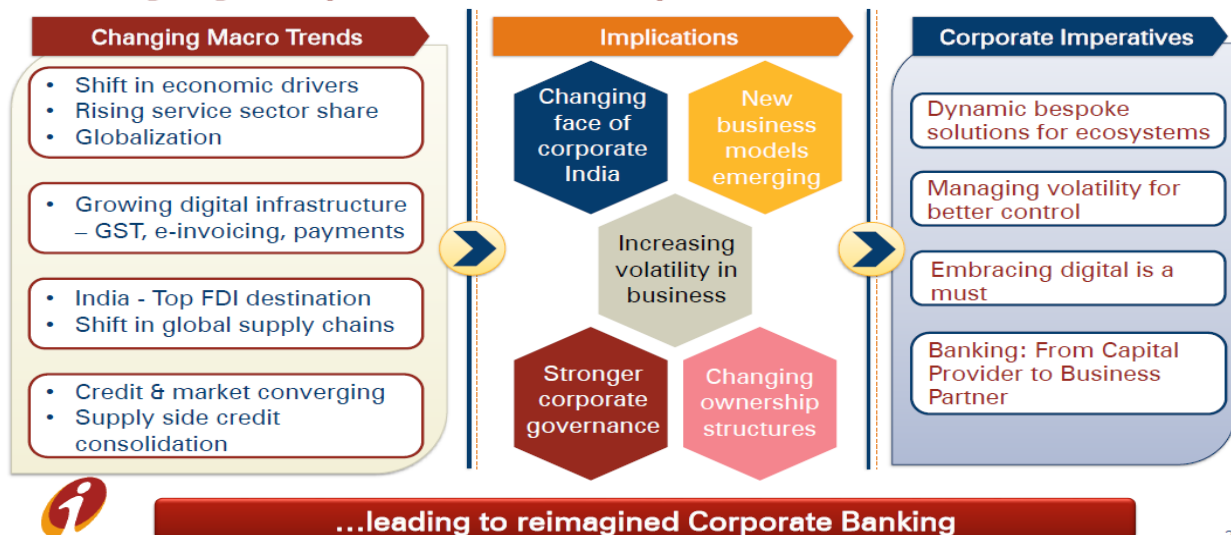 Changing Macro Trends
• Shift in economic drivers
• Rising service sector share
• Globalization
• Growing digital infrastructure
– GST, e-invoicing, payments
• India - Top FDI destination
• Shift in global supply chains
• Credit & market converging
• Supply side credit
consolidation
Implications
Changing
face of
corporate
India
New
business
models
emerging
Increasing
volatility in
business
Stronger
corporate
governance
Changing
ownership
structures
Corporate Imperatives
Dynamic bespoke
solutions for ecosystems
Managing volatility for
better control
Embracing digital is a
must
Banking: From Capital
Provider to Business
Partner
...leading to reimagined Corporate Banking